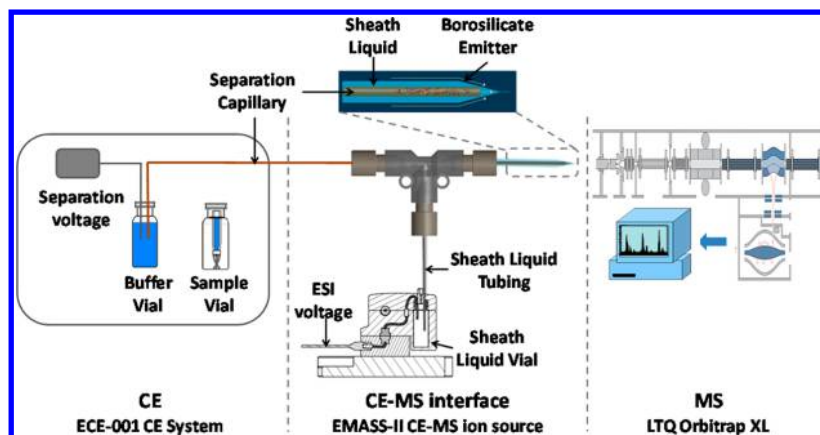 Sheath
Liquid
Borosilicate
Emitter
Separation
Capillary
Separation
voltage
Buffer
Vial
Sample
Vial
Sheath Liquid
Tubing
ESI
voltage
Sheath
Liquid Vial
CE
ECE-001 CE System
CE-MS interface
EMASS-II CE-MS ion source
MS
LTQ Orbitrap XL